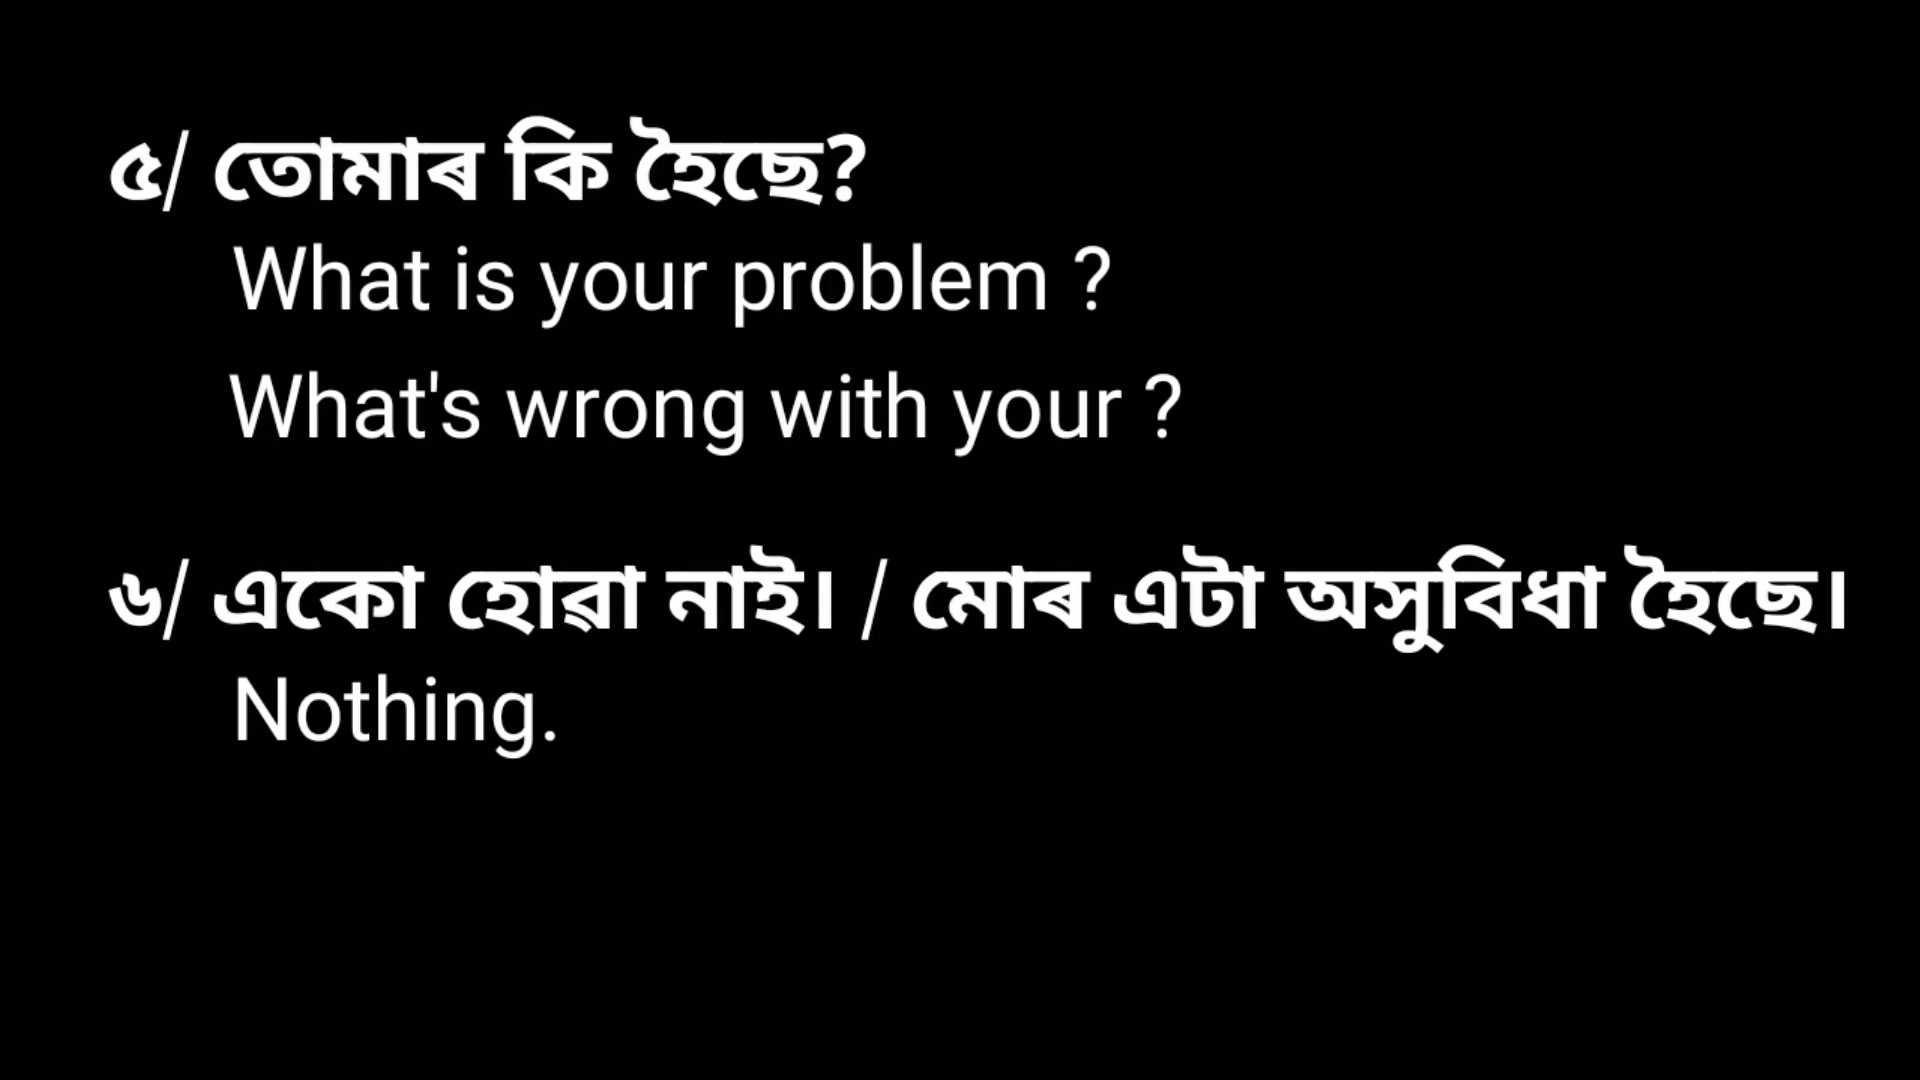 ৫/ তোমাৰ কি হৈছে?
What is your problem ?
What's wrong with your ?
৬/ একো হোৱা নাই। / মোৰ এটা অসুবিধা হৈছে।
Nothing.